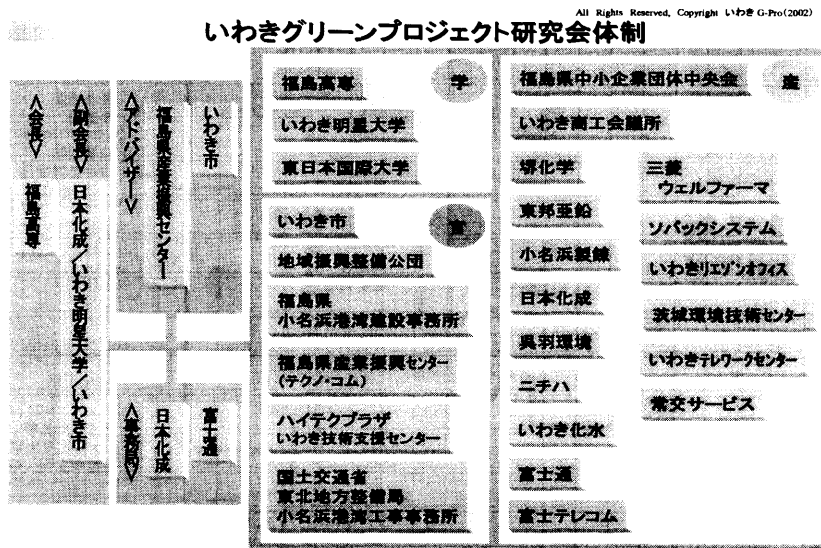 All Rights Reserved, Copyright いわき G-Pro(2002)
いわきグリーンプロジェクト研究会体制
<会長>
福島高専
<副会長>
日本化成/いわき明星大学/いわき市
<アドバイザー>
福島県産業振興センター
いわき市
<事務局>
日本化成
富士通
学
福島高専
いわき明星大学
東日本国際大学
官
いわき市
地域振興整備公団
福島県
小名浜港湾建設事務所
福島県産業振興センター
(テクノ・コム)
ハイテクプラザ
いわき技術支援センター
国土交通省
東北地方整備局
小名浜港湾工事事務所
産
福島県中小企業団体中央会
いわき商工会議所
堺化学
東邦亜鉛
小名浜製錬
日本化成
呉羽環境
ニチハ
いわき化水
富士通
富士テレコム
三菱
ウェルファーマ
ソパックシステム
いわきリエゾンオフィス
茨城環境技術センター
いわきテレワークセンター
常交サービス